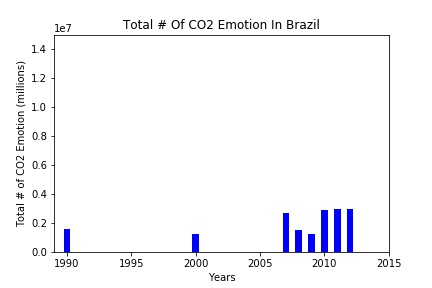 Total # Of CO2 Emotion In Brazil
1e7
1.4
1.2
1.0
0.8
0.6
0.4
0.2
0.0
Total # of CO2 Emotion (millions)
1990 1995 2000 2005 2010 2015
Years